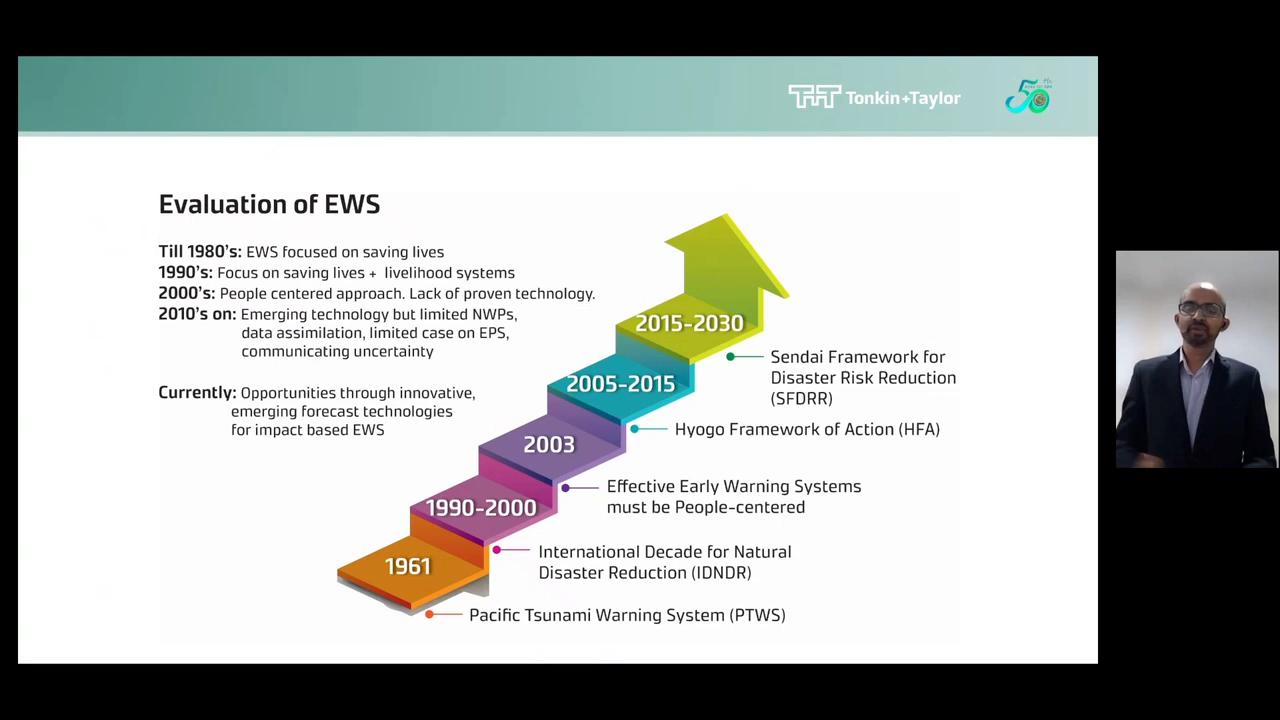 Tonkin+Taylor
50
Evaluation of EWS
Till 1980's: EWS focused on saving lives
1990's: Focus on saving lives + livelihood systems
2000's: People centered approach. Lack of proven technology.
2010's on: Emerging technology but limited NWPs,
data assimilation, limited case on EPS,
communicating uncertainty
Currently: Opportunities through innovative,
emerging forecast technologies
for impact based EWS
2015-2030
Sendai Framework for
Disaster Risk Reduction
(SFDRR)
2005-2015
Hyogo Framework of Action (HFA)
2003
Effective Early Warning Systems
must be People-centered
1990-2000
International Decade for Natural
Disaster Reduction (IDNDR)
1961
Pacific Tsunami Warning System (PTWS)